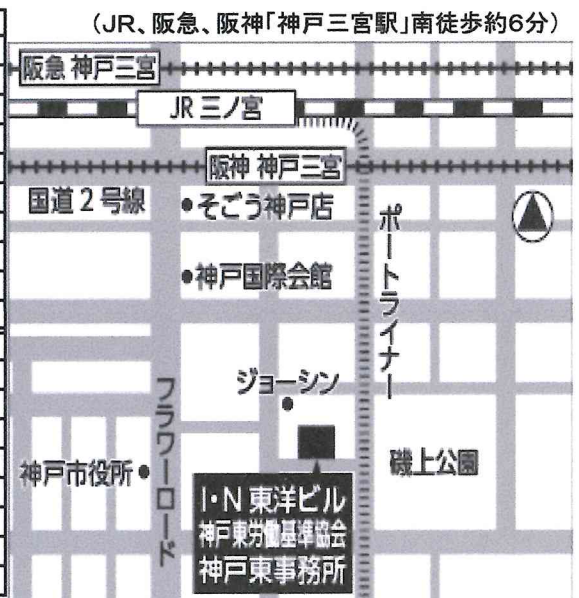 （JR、阪急、阪神「神戸三宮駅」南徒歩約6分）
阪急 神戸三宮
JR 三ノ宮
阪神 神戸三宮
国道2号線
●そごう神戸店
●神戸国際会館
ポートライナー
ジョーシン
フラワーロード
神戸市役所●
磯上公園
I・N 東洋ビル
神戸東労働基準協会
神戸東事務所